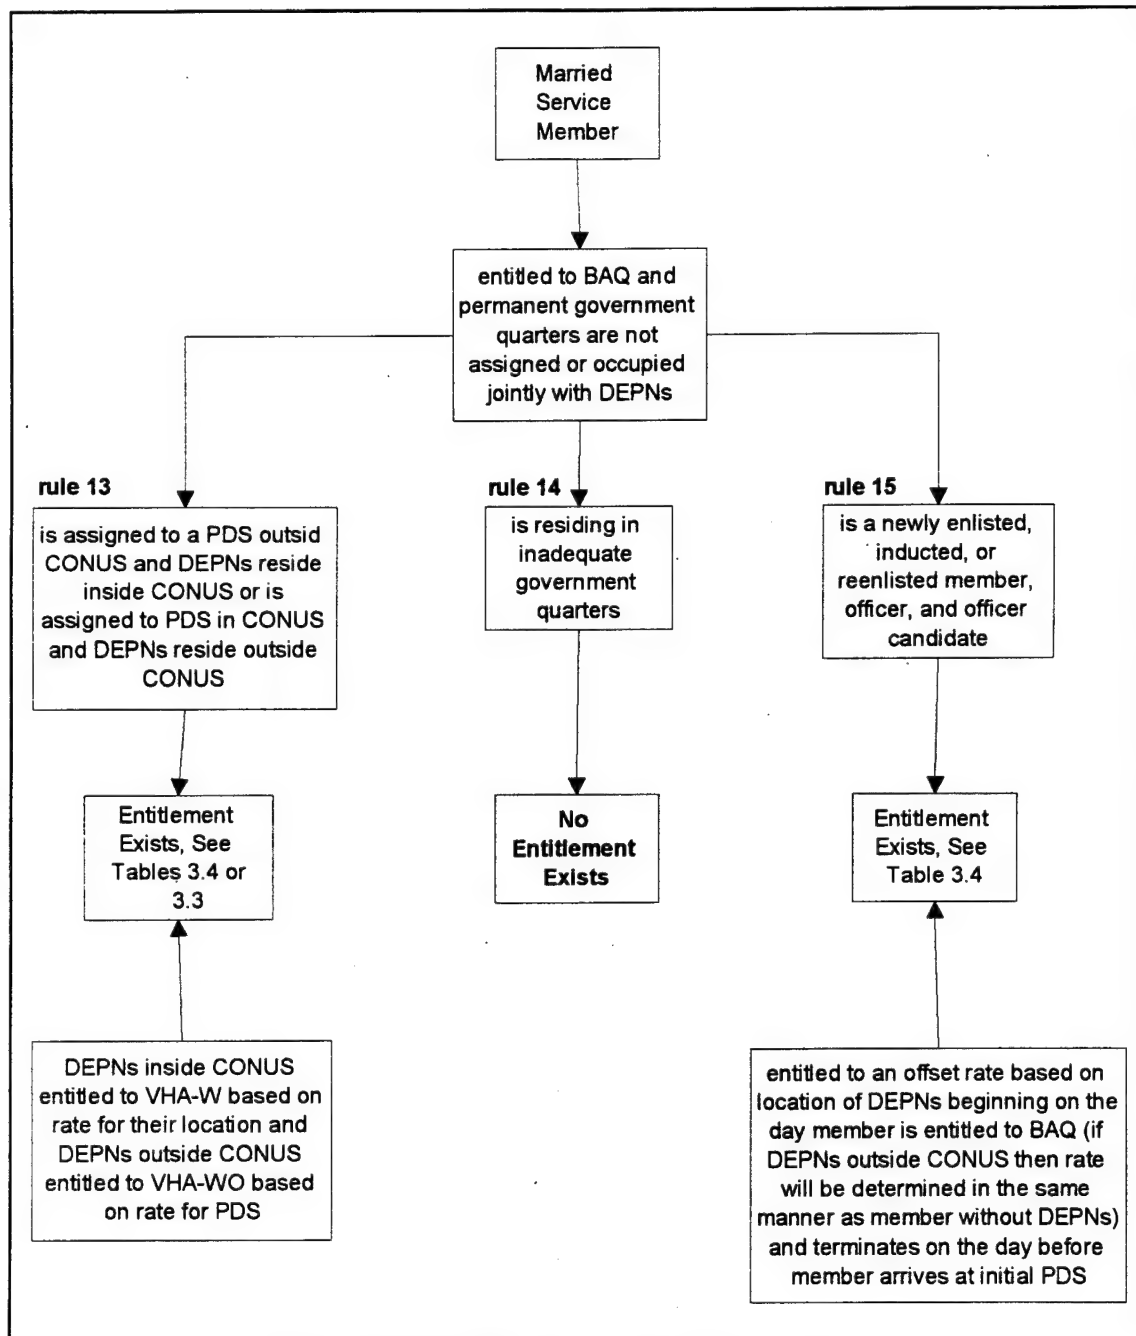 Married
Service
Member
entitled to BAQ and
permanent government
quarters are not
assigned or occupied
jointly with DEPNs
rule 13
is assigned to a PDS outsid
CONUS and DEPNs reside
inside CONUS or is
assigned to PDS in CONUS
and DEPNs reside outside
CONUS
rule 14
is residing in
inadequate
government
quarters
rule 15
is a newly enlisted,
inducted, or
reenlisted member,
officer, and officer
candidate
Entitlement
Exists, See
Tables 3.4 or
3.3
No
Entitlement
Exists
Entitlement
Exists, See
Table 3.4
DEPNs inside CONUS
entitled to VHA-W based on
rate for their location and
DEPNs outside CONUS
entitled to VHA-WO based
on rate for PDS
entitled to an offset rate based on
location of DEPNs beginning on the
day member is entitled to BAQ (if
DEPNs outside CONUS then rate
will be determined in the same
manner as member without DEPNs)
and terminates on the day before
member arrives at initial PDS